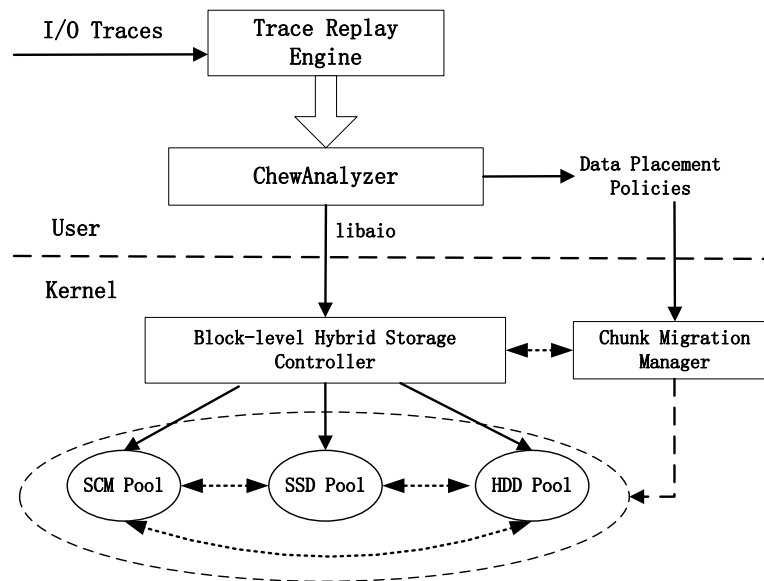 I/O Traces
Trace Replay
Engine
ChewAnalyzer
Data Placement
Policies
User
libaio
Kernel
Block-level Hybrid Storage
Controller
Chunk Migration
Manager
SCM Pool
SSD Pool
HDD Pool